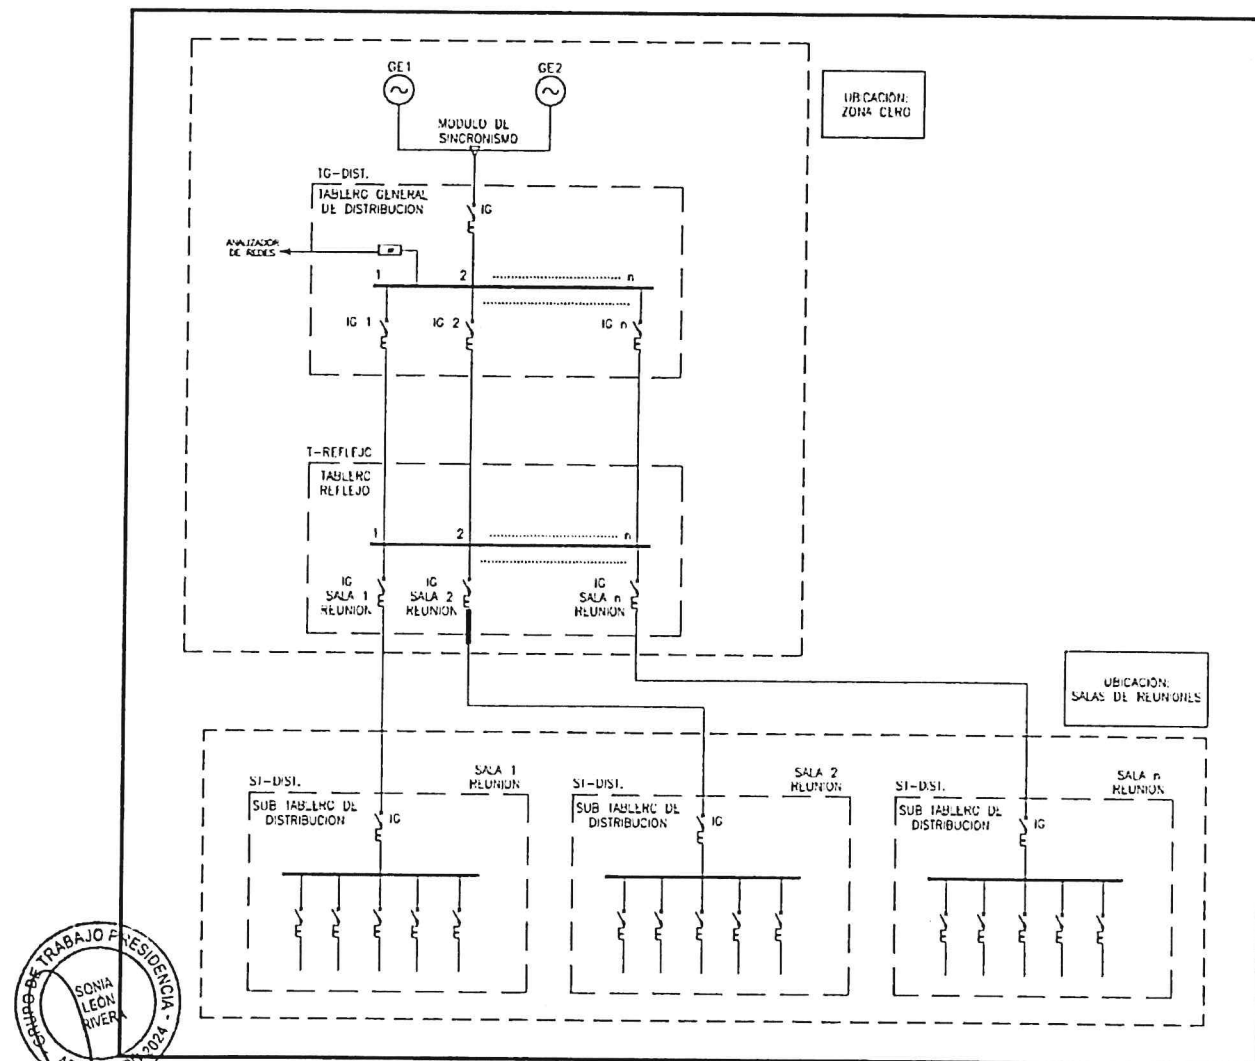 GE1
GE2
MODULO DE
SINCRONISMO
UBICACIÓN:
ZONA CERO
TG-DIST.
TABLERO GENERAL
DE DISTRIBUCION
IG
ANALIZADOR
DE REDES
1
2
n
IG 1
IG 2
IG n
T-REFLEJO
TABLERO
REFLEJO
1
2
n
IG
SALA 1
REUNION
IG
SALA 2
REUNION
IG
SALA n
REUNION
UBICACIÓN:
SALAS DE REUNIONES
ST-DIST.
SALA 1
REUNION
SUB TABLERO DE
DISTRIBUCION
IG
ST-DIST.
SALA 2
REUNION
SUB TABLERO DE
DISTRIBUCION
IG
ST-DIST.
SALA n
REUNION
SUB TABLERO DE
DISTRIBUCION
IG
GRUPO DE TRABAJO PRESIDENCIA
SONIA
LEÓN
RIVERA
2024